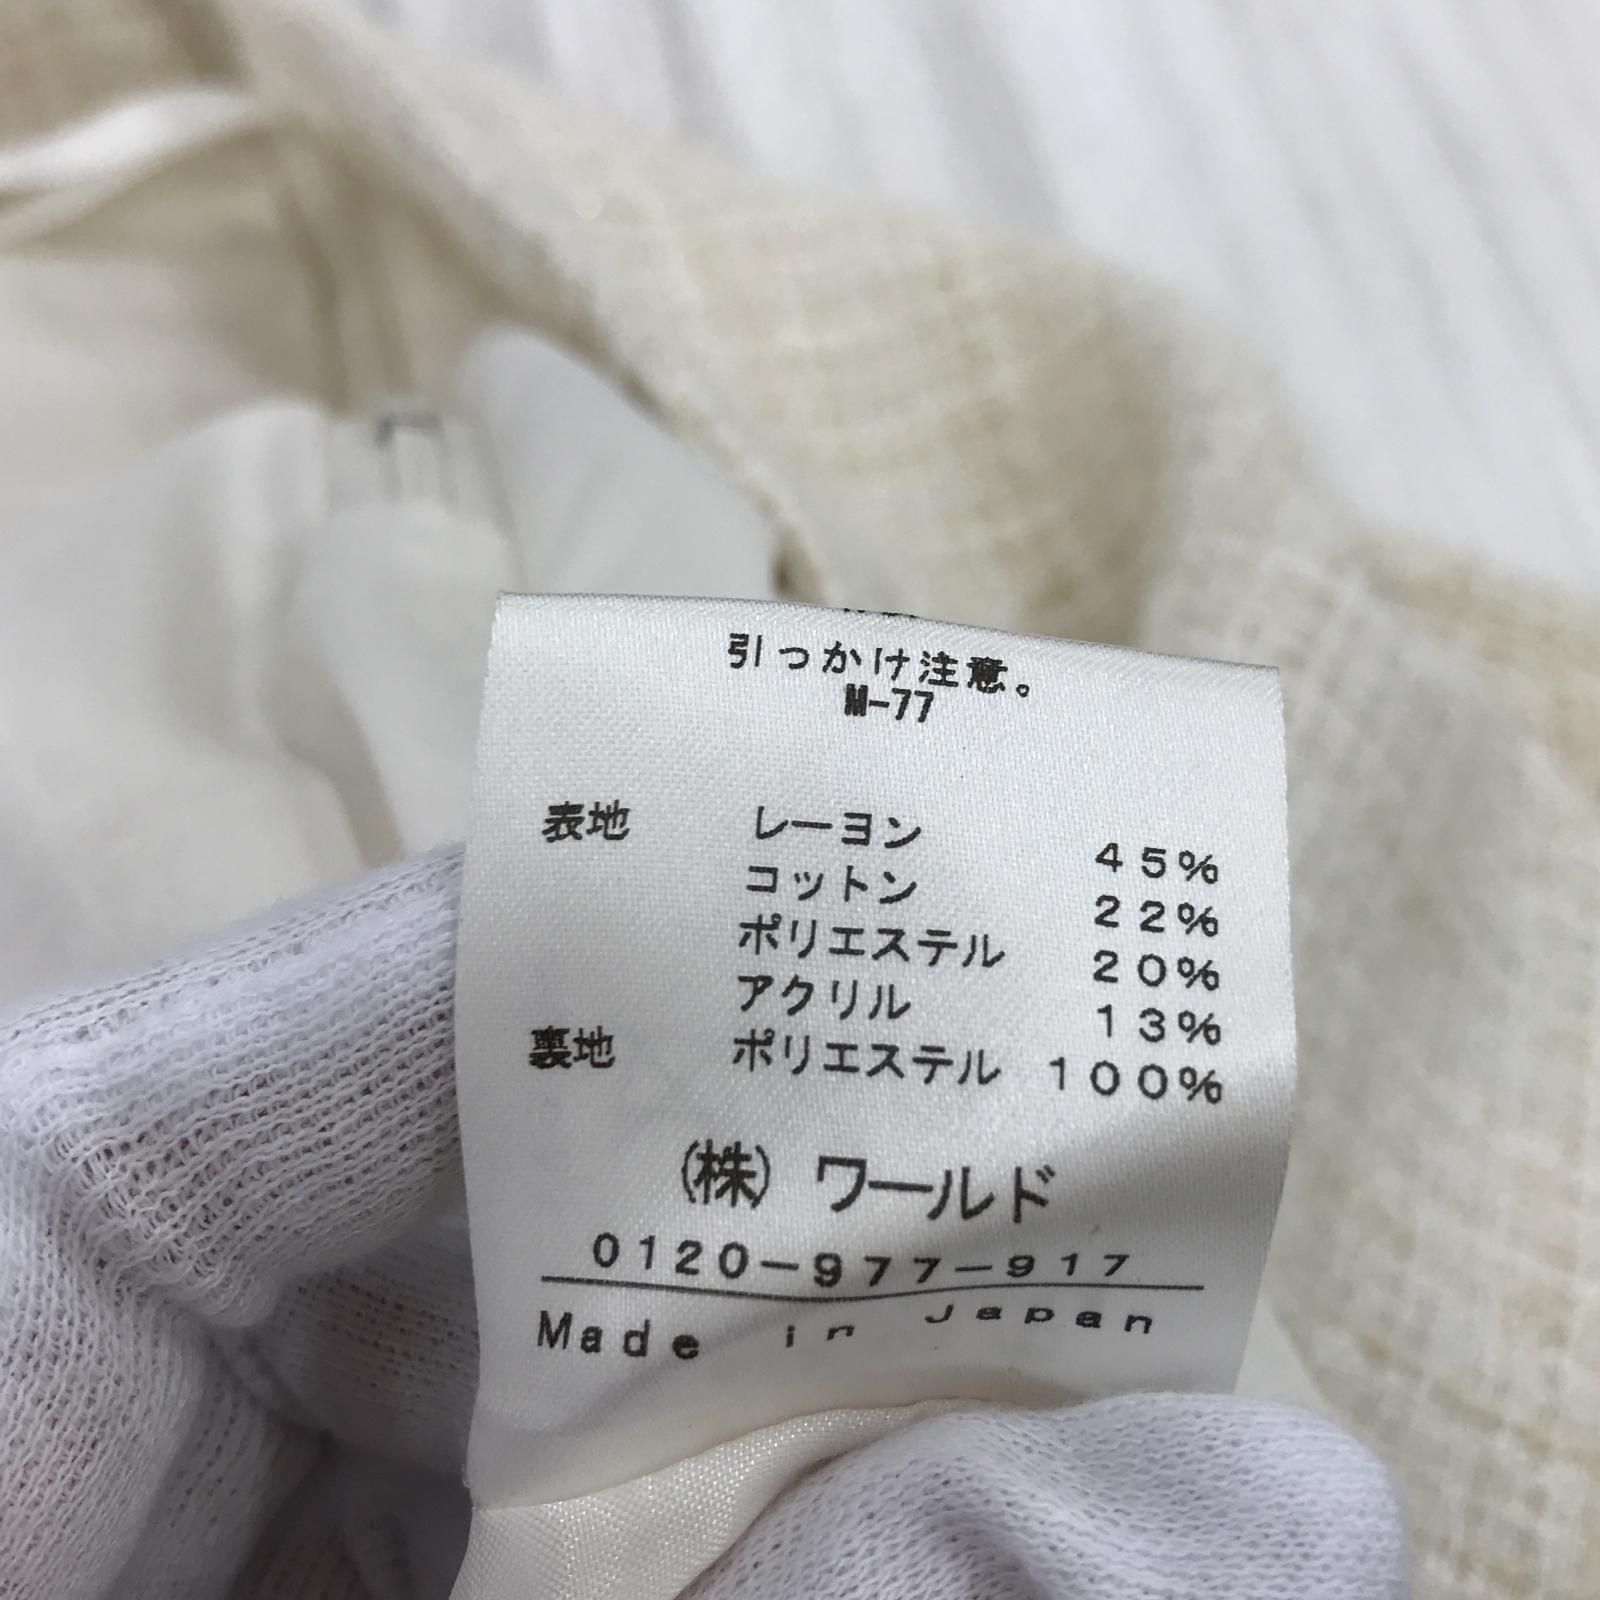 引っかけ注意。
M-77
表地 レーヨン 45%
コットン 22%
ポリエステル 20%
アクリル 13%
裏地 ポリエステル 100%
(株) ワールド
0120-977-917
Made in Japan